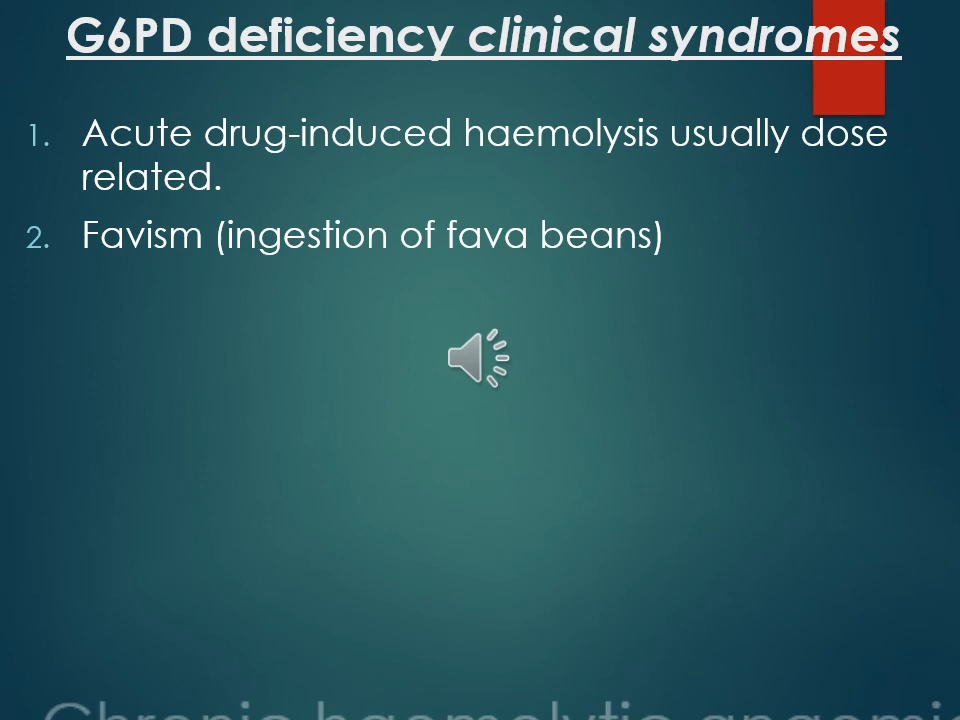 G6PD deficiency clinical syndromes
1. Acute drug-induced haemolysis usually dose
related.
2. Favism (ingestion of fava beans)
Chronic haemolytic anaemi